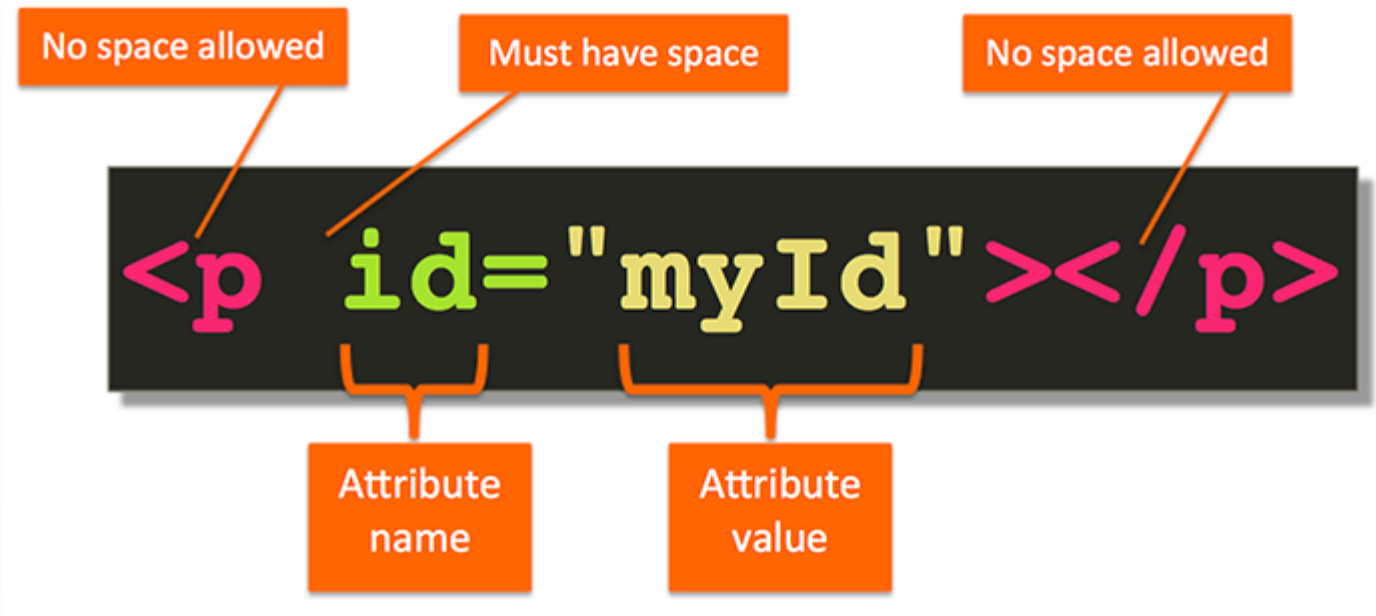 No space allowed
Must have space
No space allowed
<p id="myId"></p>
Attribute
name
Attribute
value